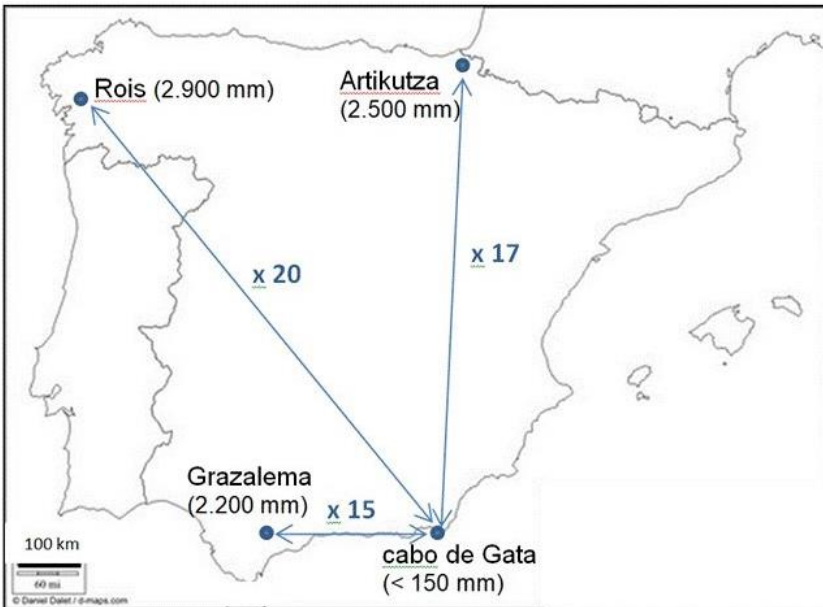 Rois (2.900 mm)
Artikutza
(2.500 mm)
x 20
x 17
Grazalema
(2.200 mm)
x 15
cabo de Gata
(< 150 mm)
100 km
60 mi
© Daniel Dalet / d-maps.com